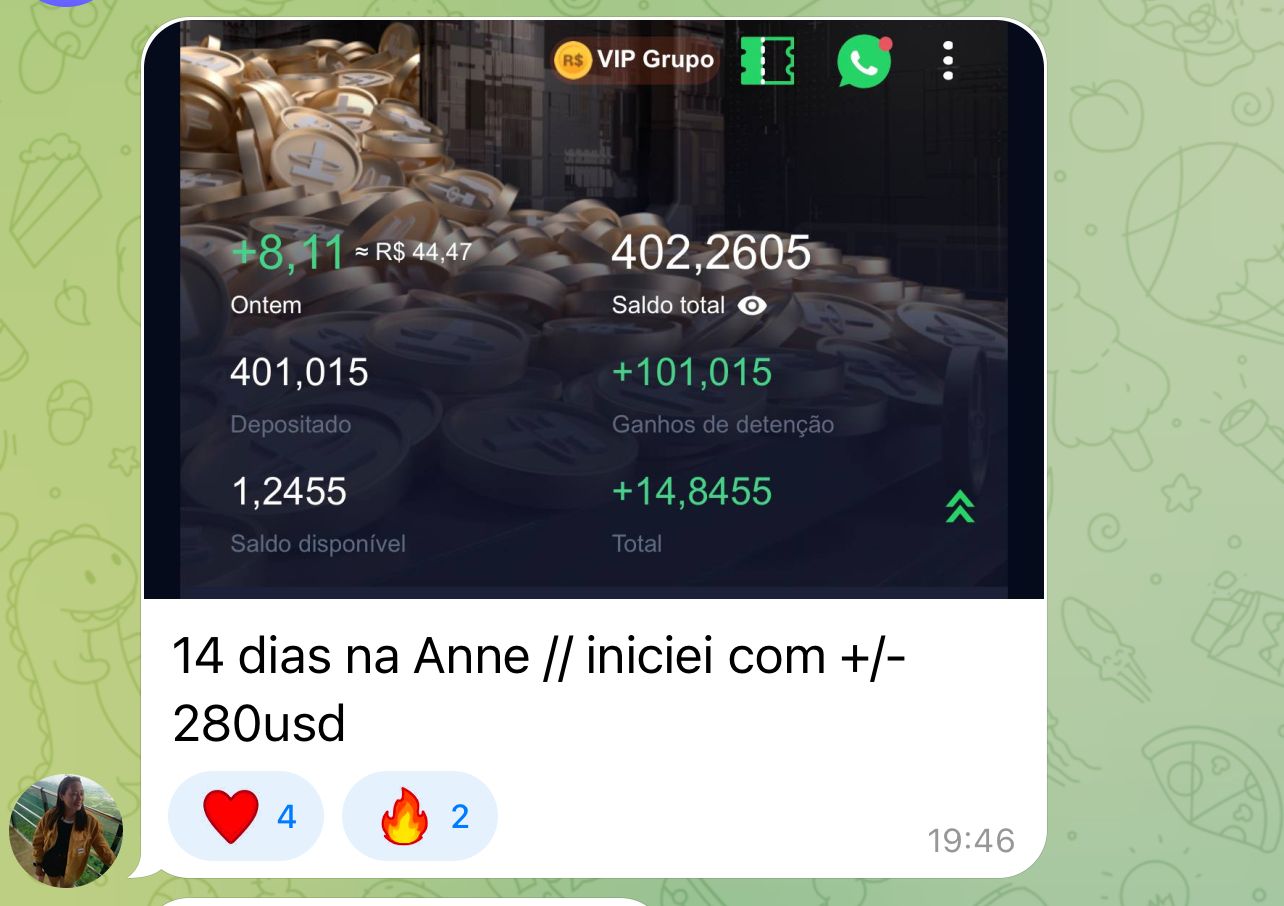 R$ VIP Grupo
+8,11 ≈ R$ 44,47
402,2605
Ontem
Saldo total
401,015
+101,015
Depositado
Ganhos de detenção
1,2455
+14,8455
Saldo disponível
Total
14 dias na Anne // iniciei com +/-
280usd
4
2
19:46